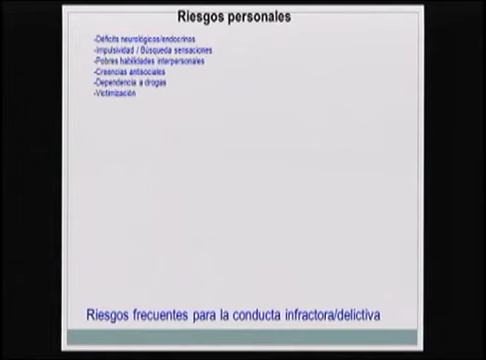 Riesgos personales
-Déficits neurológicos/endocrinos
-Impulsividad / Búsqueda sensaciones
-Pobres habilidades interpersonales
-Creencias antisociales
-Dependencia a drogas
-Victimización
Riesgos frecuentes para la conducta infractora/delictiva